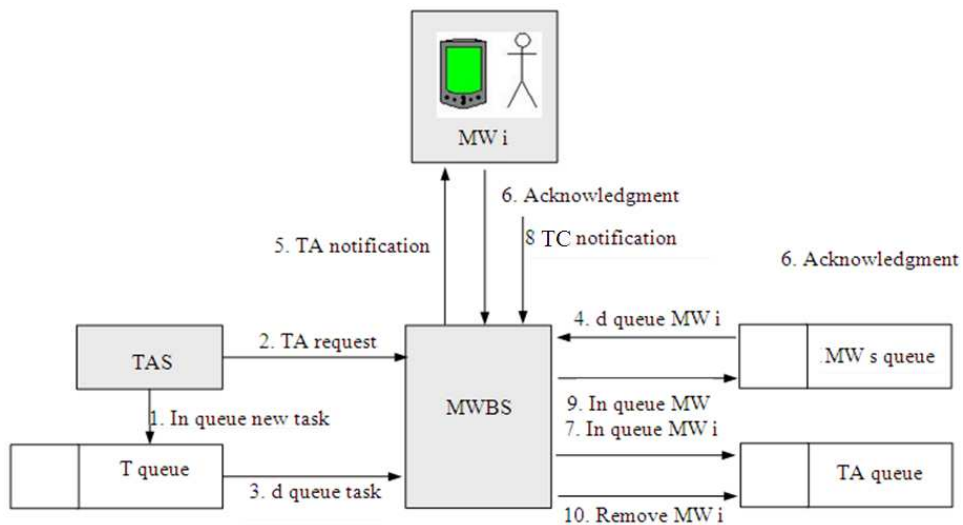 MW i
6. Acknowledgment
5. TA notification
8 TC notification
6. Acknowledgment
4. d queue MW i
2. TA request
TAS
MW s queue
MWBS
1. In queue new task
9. In queue MW
7. In queue MW i
T queue
TA queue
3. d queue task
10. Remove MW i